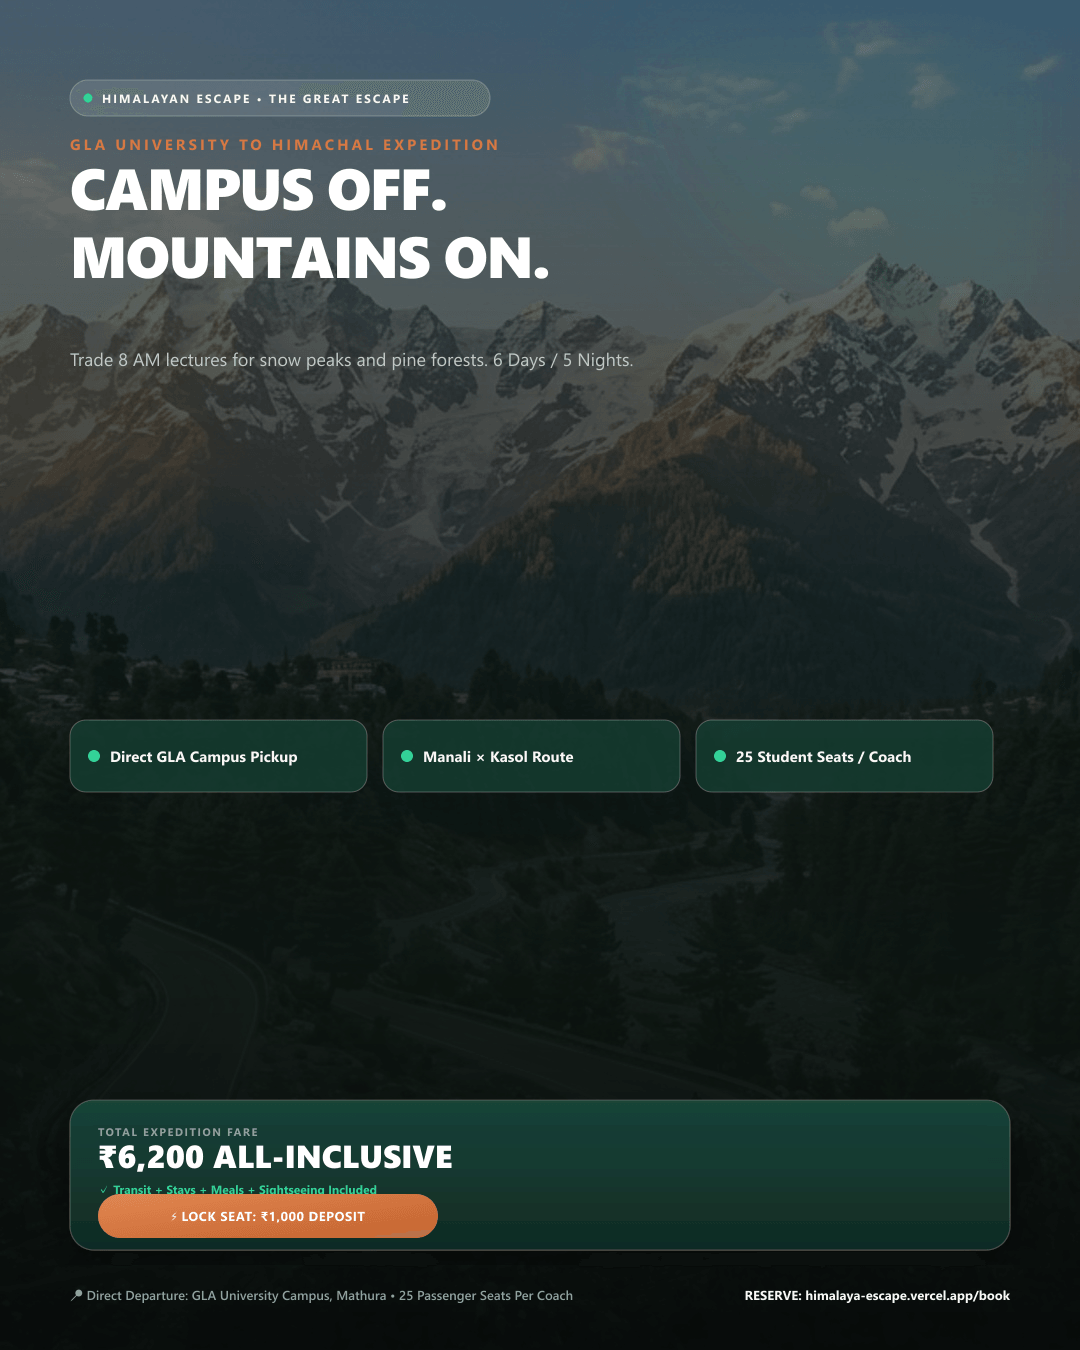 HIMALAYAN ESCAPE • THE GREAT ESCAPE
GLA UNIVERSITY TO HIMACHAL EXPEDITION
CAMPUS OFF.
MOUNTAINS ON.
Trade 8 AM lectures for snow peaks and pine forests. 6 Days / 5 Nights.
Direct GLA Campus Pickup
Manali × Kasol Route
25 Student Seats / Coach
TOTAL EXPEDITION FARE
₹6,200 ALL-INCLUSIVE
✓ Transit + Stays + Meals + Sightseeing Included
⚡ LOCK SEAT: ₹1,000 DEPOSIT
📍 Direct Departure: GLA University Campus, Mathura • 25 Passenger Seats Per Coach
RESERVE: himalaya-escape.vercel.app/book